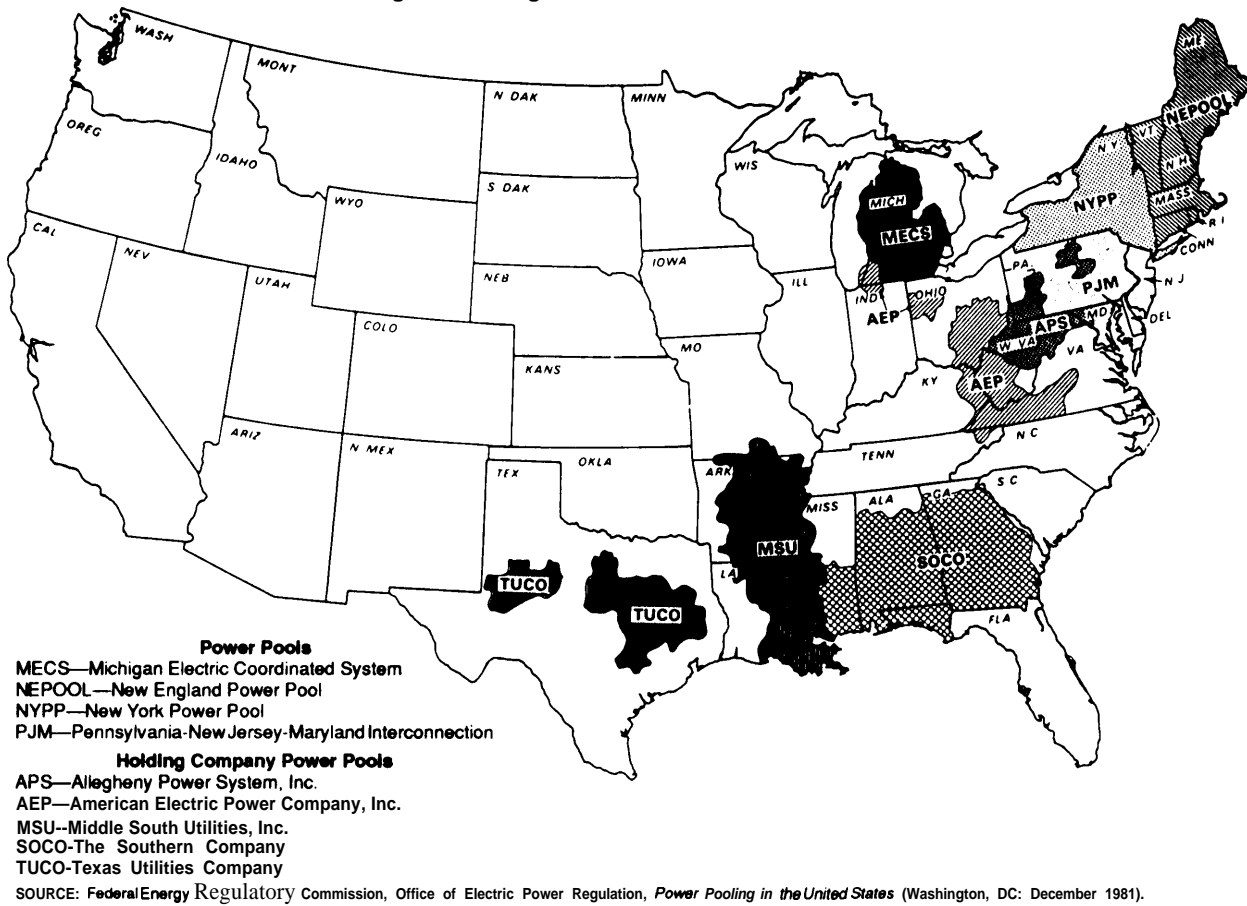 WASH
MONT
N DAK
MINN
OREG
IDAHO
WIS
MICH
ME
NEPOOL
VT
N Y
N H
NYPP
MASS
R I
CONN
S DAK
WYO
MECS
CAL
NEV
UTAH
NEB
IOWA
ILL
IND
OHIO
PA.
PJM
N J
AEP
APS
MD
DEL
COLO
KANS
MO
W VA
VA
KY
AEP
ARIZ
N MEX
OKLA
TEX
ARK
TENN
N C
S C
MISS
ALA
GA
MSU
SOCO
LA
TUCO
TUCO
FLA
Power Pools
MECS—Michigan Electric Coordinated System
NEPOOL—New England Power Pool
NYPP—New York Power Pool
PJM—Pennsylvania-New Jersey-Maryland Interconnection
Holding Company Power Pools
APS—Allegheny Power System, Inc.
AEP—American Electric Power Company, Inc.
MSU--Middle South Utilities, Inc.
SOCO-The Southern Company
TUCO-Texas Utilities Company
SOURCE: Federal Energy Regulatory Commission, Office of Electric Power Regulation, Power Pooling in the United States (Washington, DC: December 1981).